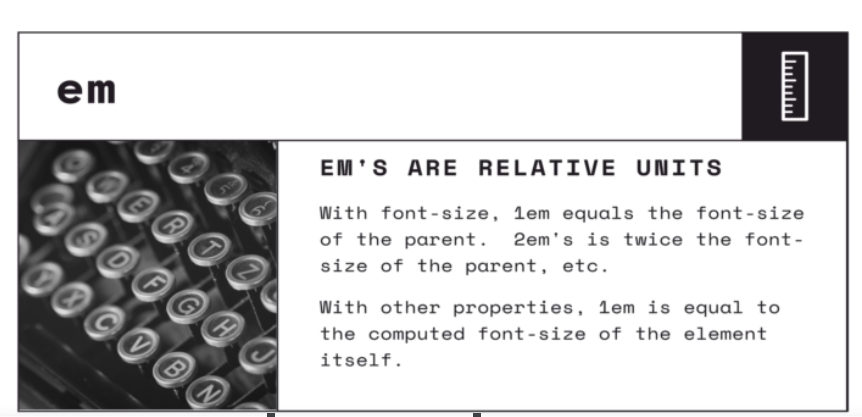 em
EM'S ARE RELATIVE UNITS
With font-size, 1em equals the font-size
of the parent.  2em's is twice the font-
size of the parent, etc.
With other properties, 1em is equal to
the computed font-size of the element
itself.
W E R T Z
A S D F G H J
Y X C V B N